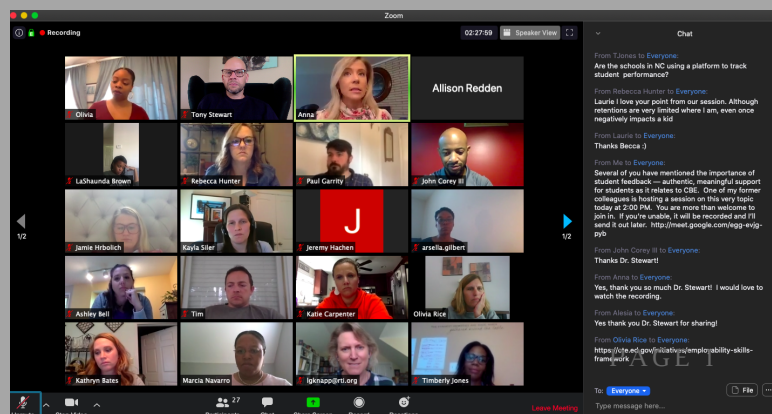 Zoom
Recording
02:27:59
Speaker View
Chat
Olivia
Tony Stewart
Anna
Allison Redden
LaShaunda Brown
Rebecca Hunter
Paul Garrity
John Corey III
Jamie Hrbolich
Kayla Siler
J
Jeremy Hachen
arsella.gilbert
1/2
1/2
Ashley Bell
Tim
Katie Carpenter
Olivia Rice
Kathryn Bates
Marcia Navarro
lgknapp@rti.org
Timberly Jones
27
Leave Meeting
From TJones to Everyone:
Are the schools in NC using a platform to track
student performance?
From Rebecca Hunter to Everyone:
Laurie I love your point from our session. Although
retentions are very limited where I am, even once
negatively impacts a kid
From Laurie to Everyone:
Thanks Becca :)
From Me to Everyone:
Several of you have mentioned the importance of
student feedback — authentic, meaningful support
for students as it relates to CBE. One of my former
colleagues is hosting a session on this very topic
today at 2:00 PM. You are more than welcome to
join in. If you're unable, it will be recorded and I'll
send it out later. http://meet.google.com/egg-evjg-
pyb
From John Corey III to Everyone:
Thanks Dr. Stewart!
From Anna to Everyone:
Yes, thank you so much Dr. Stewart! I would love to
watch the recording.
From Alesia to Everyone:
Yes thank you Dr. Stewart for sharing!
From Olivia Rice to Everyone:
https://cte.ed.gov/initiatives/employability-skills-
framework
PAGE 1
To: Everyone
File
Type message here...